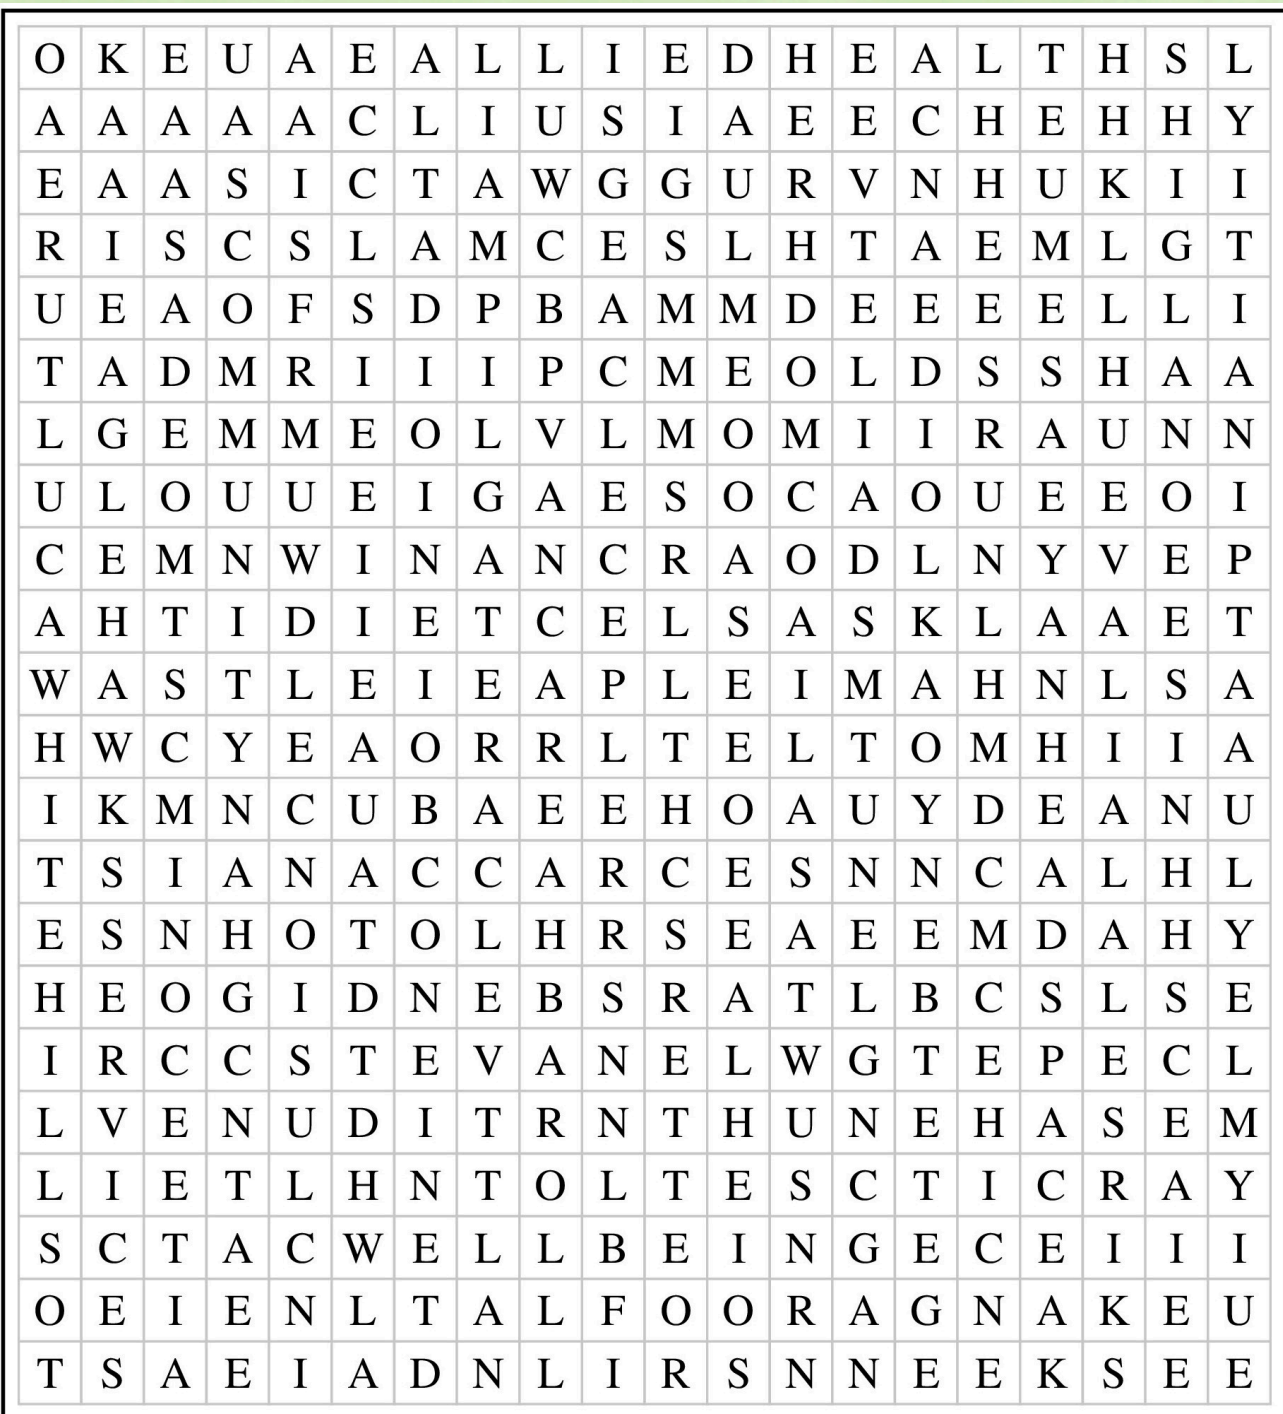 O K E U A E A L L I E D H E A L T H S L
A A A A A C L I U S I A E E C H E H H Y
E A A S I C T A W G G U R V N H U K I I
R I S C S L A M C E S L H T A E M L G T
U E A O F S D P B A M M D E E E E L L I
T A D M R I I I P C M E O L D S S H A A
L G E M M E O L V L M O M I I R A U N N
U L O U U E I G A E S O C A O U E E O I
C E M N W I N A N C R A O D L N Y V E P
A H T I D I E T C E L S A S K L A A E T
W A S T L E I E A P L E I M A H N L S A
H W C Y E A O R R L T E L T O M H I I A
I K M N C U B A E E H O A U Y D E A N U
T S I A N A C C A R C E S N N C A L H L
E S N H O T O L H R S E A E E M D A H Y
H E O G I D N E B S R A T L B C S L S E
I R C C S T E V A N E L W G T E P E C L
L V E N U D I T R N T H U N E H A S E M
L I E T L H N T O L T E S C T I C R A Y
S C T A C W E L L B E I N G E C E I I I
O E I E N L T A L F O O R A G N A K E U
T S A E I A D N L I R S N N E E K S E E